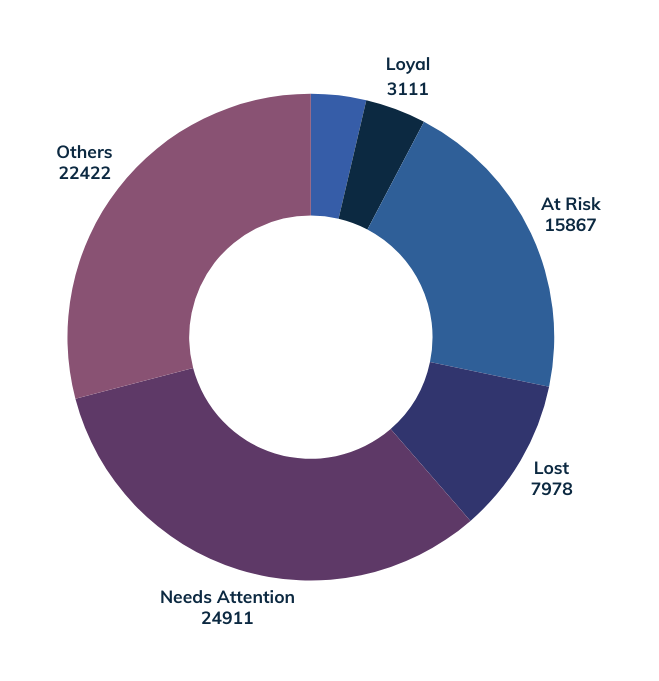 Loyal
3111
Others
22422
At Risk
15867
Lost
7978
Needs Attention
24911